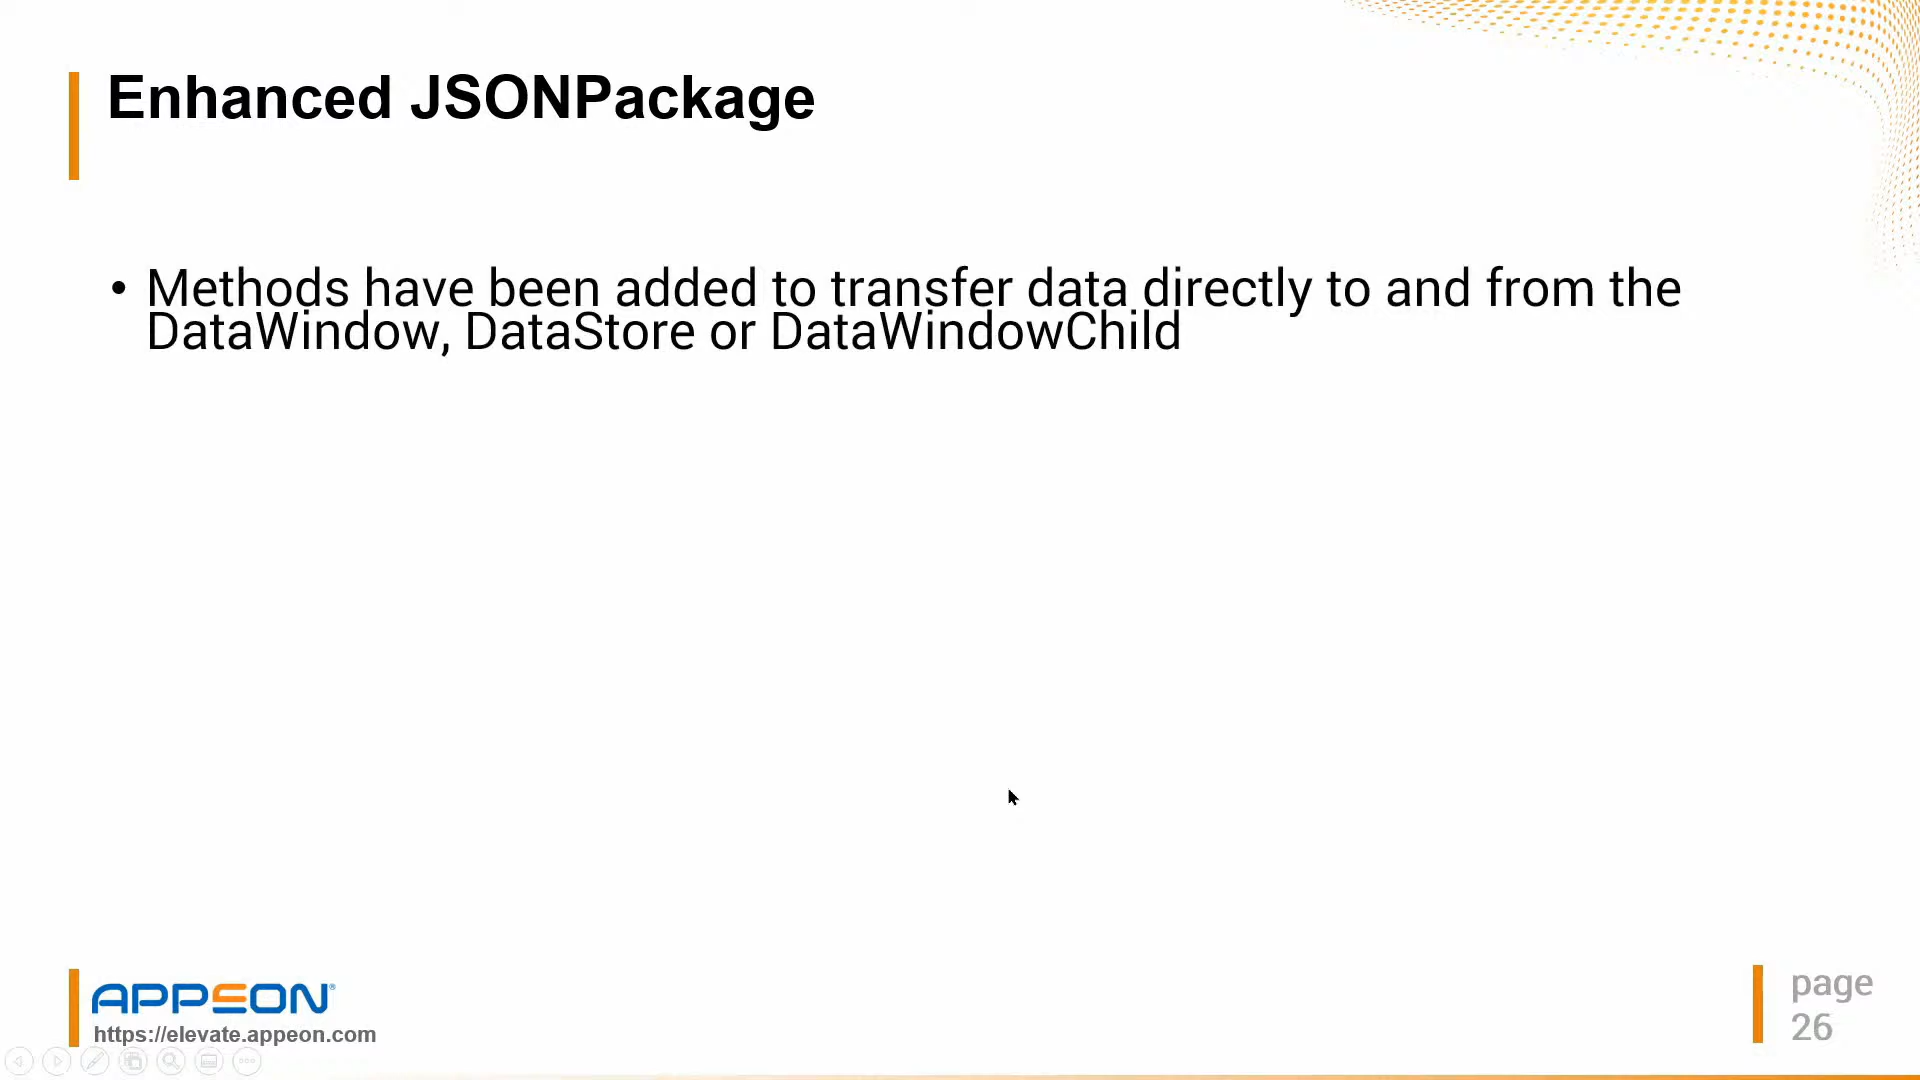 Enhanced JSONPackage
• Methods have been added to transfer data directly to and from the
DataWindow, DataStore or DataWindowChild
APPEON®
https://elevate.appeon.com
page
26